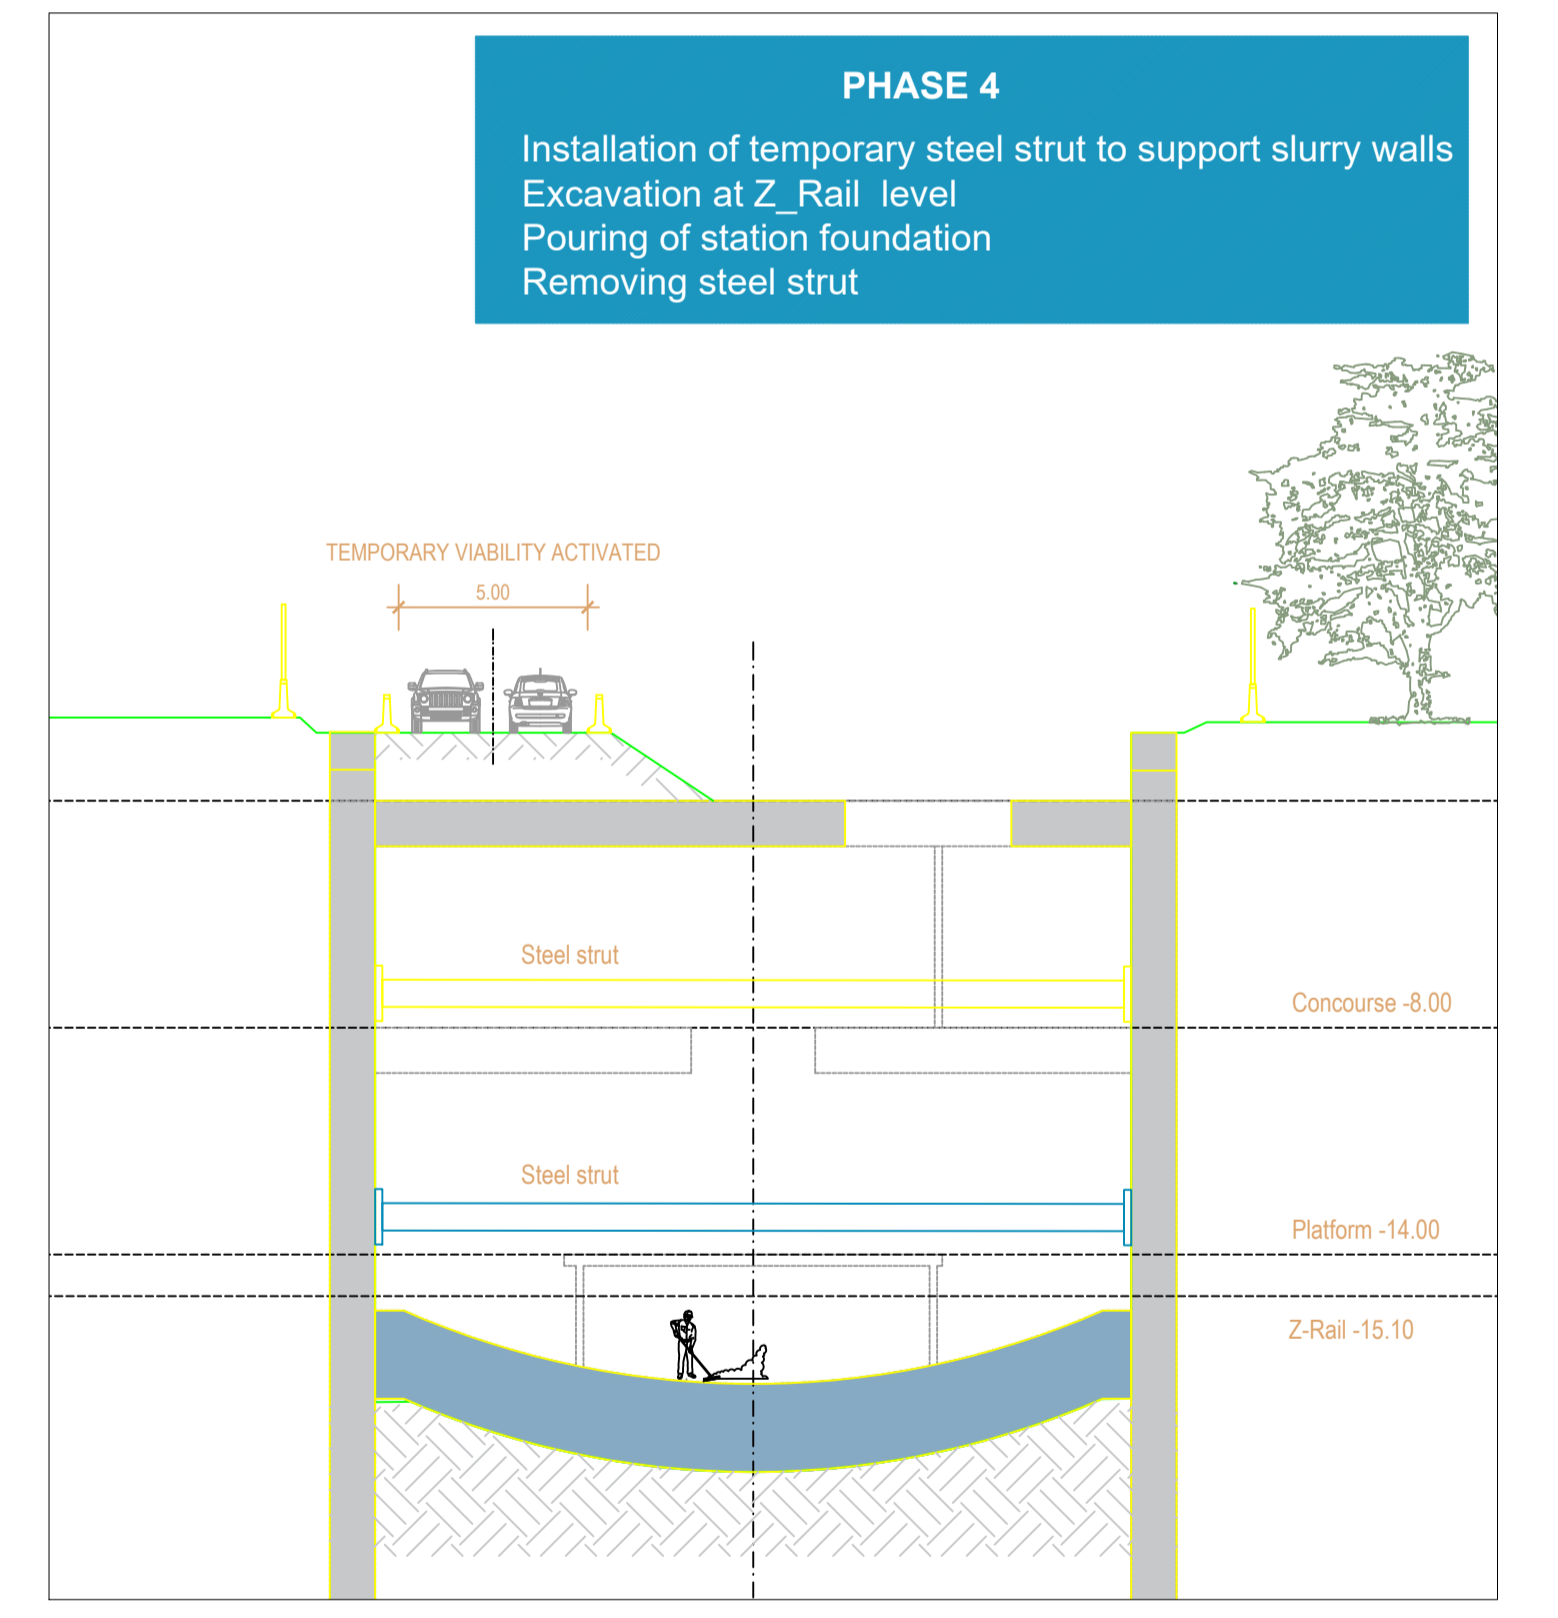 PHASE 4
Installation of temporary steel strut to support slurry walls
Excavation at Z_Rail level
Pouring of station foundation
Removing steel strut
TEMPORARY VIABILITY ACTIVATED
5.00
Steel strut
Concourse -8.00
Steel strut
Platform -14.00
Z-Rail -15.10